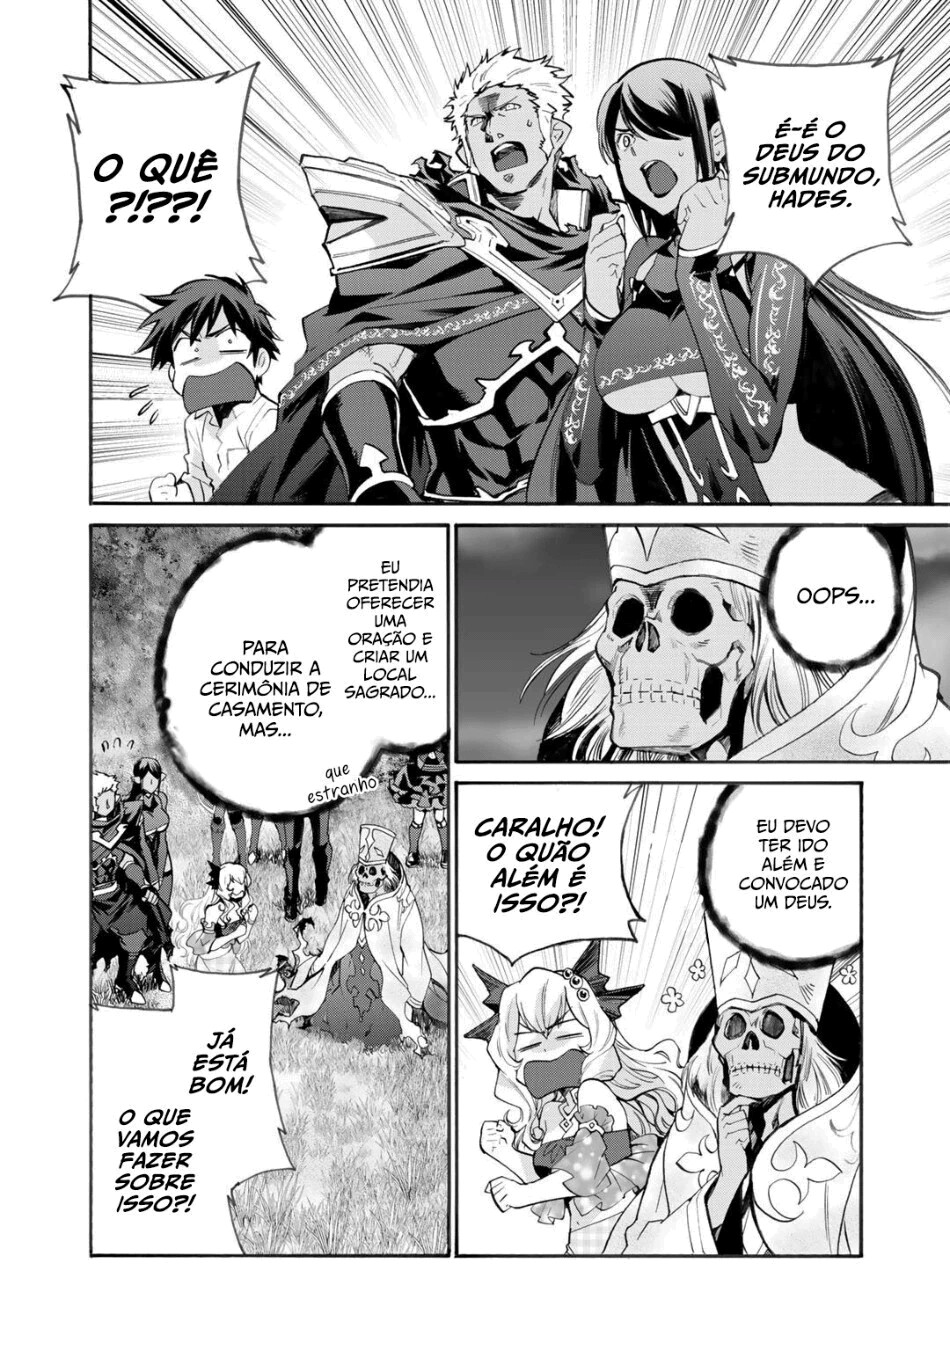 É-É O
DEUS DO
SUBMUNDO,
HADES.
O QUÊ
?!??!
OOPS...
EU
PRETENDIA
OFERECER
UMA
ORAÇÃO E
CRIAR UM
LOCAL
SAGRADO...
PARA
CONDUZIR A
CERIMÔNIA DE
CASAMENTO,
MAS...
que
estranho
EU DEVO
TER IDO
ALÉM E
CONVOCADO
UM DEUS.
CARALHO!
O QUÃO
ALÉM É
ISSO?!
JÁ
ESTÁ
BOM!
O QUE
VAMOS
FAZER
SOBRE
ISSO?!